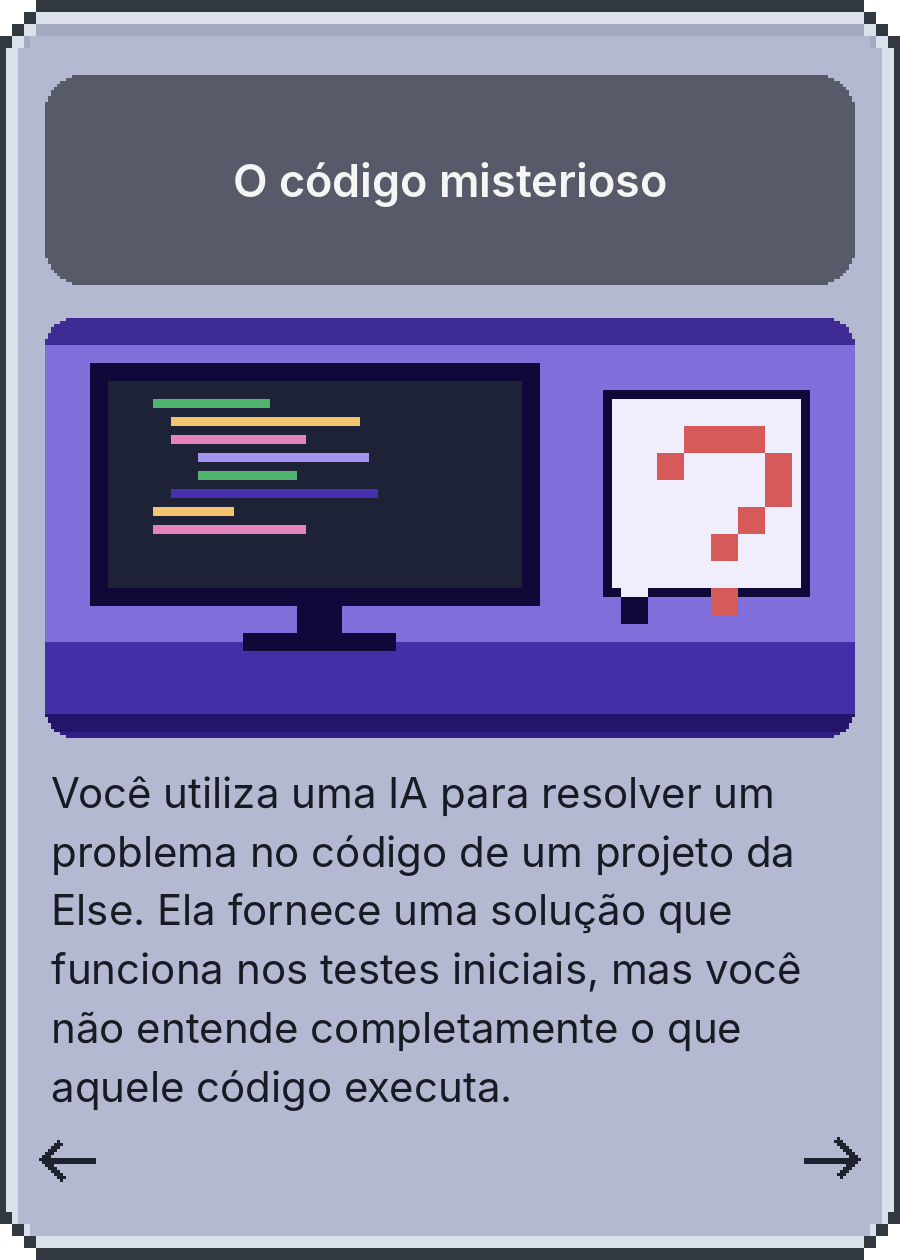 O código misterioso
Você utiliza uma IA para resolver um
problema no código de um projeto da
Else. Ela fornece uma solução que
funciona nos testes iniciais, mas você
não entende completamente o que
aquele código executa.